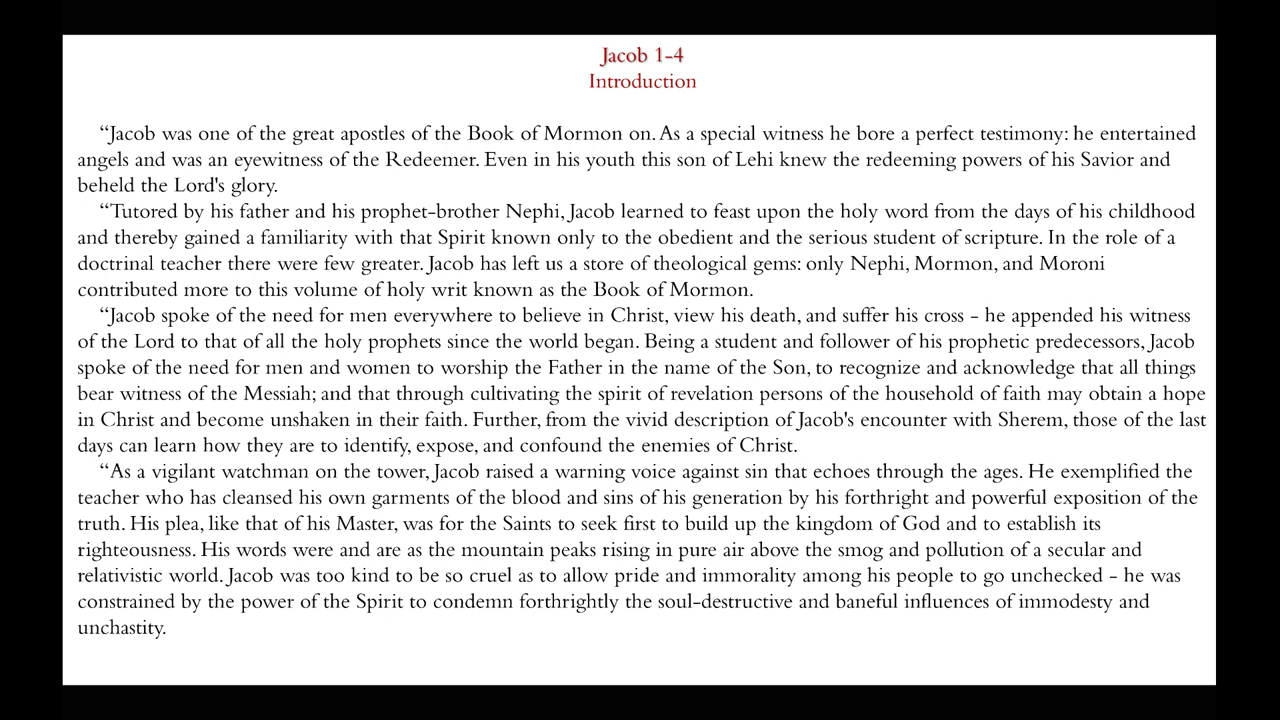 Jacob 1-4
Introduction
“Jacob was one of the great apostles of the Book of Mormon on. As a special witness he bore a perfect testimony: he entertained
angels and was an eyewitness of the Redeemer. Even in his youth this son of Lehi knew the redeeming powers of his Savior and
beheld the Lord's glory.
“Tutored by his father and his prophet-brother Nephi, Jacob learned to feast upon the holy word from the days of his childhood
and thereby gained a familiarity with that Spirit known only to the obedient and the serious student of scripture. In the role of a
doctrinal teacher there were few greater. Jacob has left us a store of theological gems: only Nephi, Mormon, and Moroni
contributed more to this volume of holy writ known as the Book of Mormon.
“Jacob spoke of the need for men everywhere to believe in Christ, view his death, and suffer his cross - he appended his witness
of the Lord to that of all the holy prophets since the world began. Being a student and follower of his prophetic predecessors, Jacob
spoke of the need for men and women to worship the Father in the name of the Son, to recognize and acknowledge that all things
bear witness of the Messiah; and that through cultivating the spirit of revelation persons of the household of faith may obtain a hope
in Christ and become unshaken in their faith. Further, from the vivid description of Jacob's encounter with Sherem, those of the last
days can learn how they are to identify, expose, and confound the enemies of Christ.
“As a vigilant watchman on the tower, Jacob raised a warning voice against sin that echoes through the ages. He exemplified the
teacher who has cleansed his own garments of the blood and sins of his generation by his forthright and powerful exposition of the
truth. His plea, like that of his Master, was for the Saints to seek first to build up the kingdom of God and to establish its
righteousness. His words were and are as the mountain peaks rising in pure air above the smog and pollution of a secular and
relativistic world. Jacob was too kind to be so cruel as to allow pride and immorality among his people to go unchecked - he was
constrained by the power of the Spirit to condemn forthrightly the soul-destructive and baneful influences of immodesty and
unchastity.